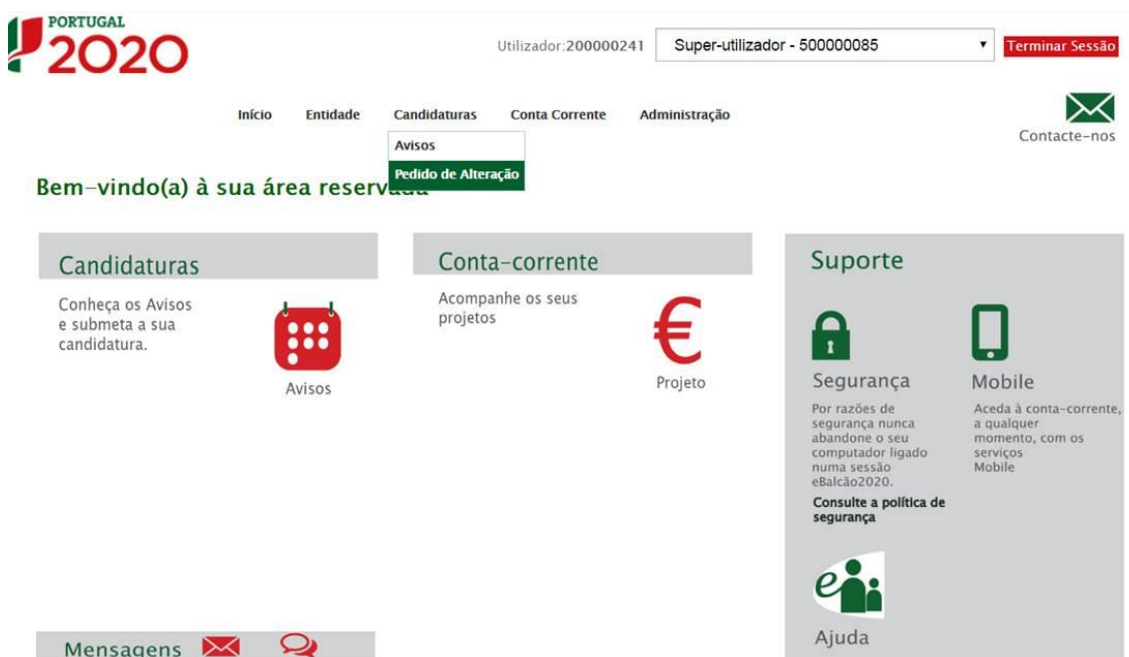 PORTUGAL
2020
Utilizador:200000241
Super-utilizador - 500000085
Terminar Sessão
Início Entidade Candidaturas Conta Corrente Administração
Contacte-nos
Avisos
Pedido de Alteração
Bem-vindo(a) à sua área reservada
Candidaturas
Conheça os Avisos
e submeta a sua
candidatura.
Avisos
Conta-corrente
Acompanhe os seus
projetos
€
Projeto
Suporte
Segurança
Por razões de
segurança nunca
abandone o seu
computador ligado
numa sessão
eBalcão2020.
Consulte a política de
segurança
Mobile
Aceda à conta-corrente,
a qualquer
momento, com os
serviços
Mobile
e
Ajuda
Mensagens